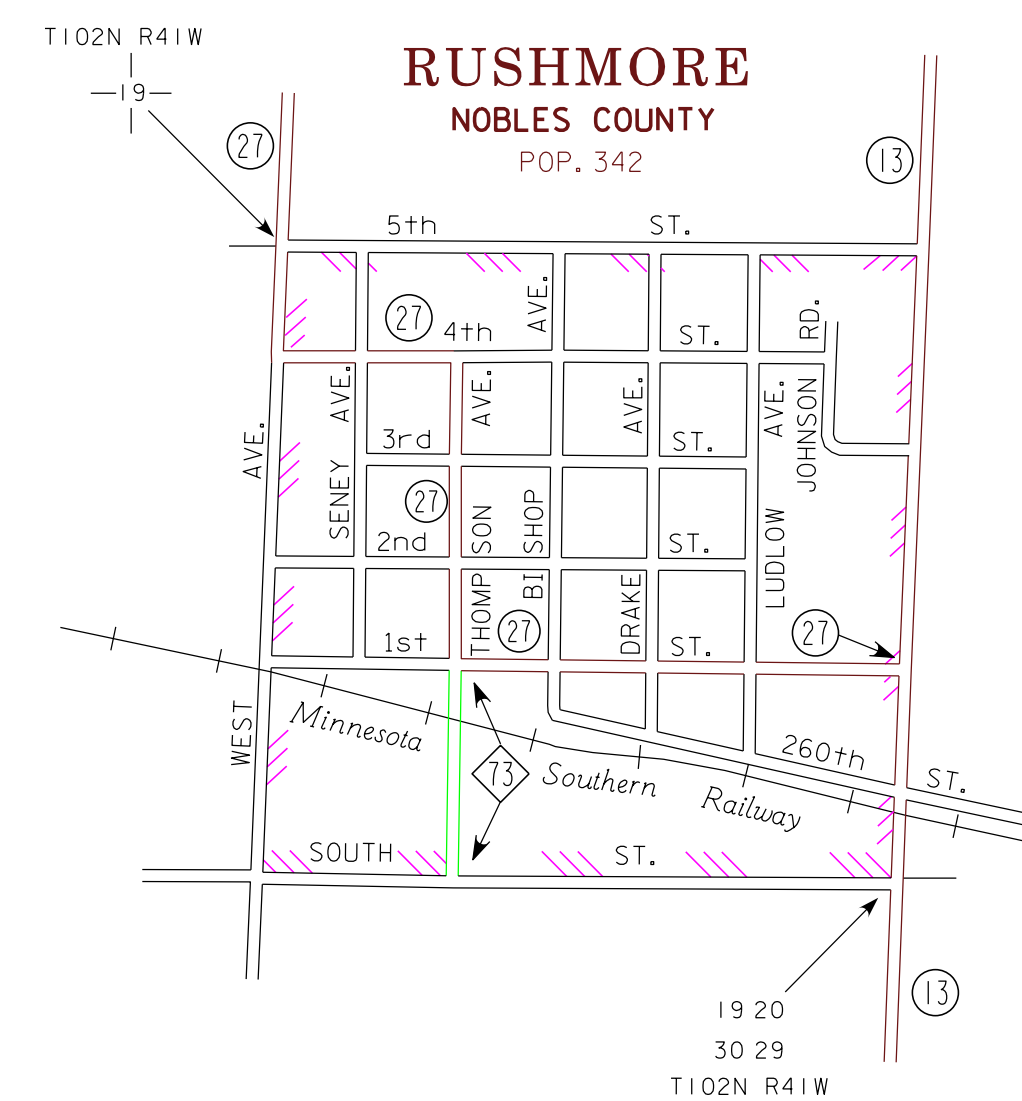 T102N R41W
19
RUSHMORE
NOBLES COUNTY
POP. 342
27
13
5th ST.
AVE.
RD.
27
4th ST.
SENEY AVE.
AVE.
AVE.
AVE.
JOHNSON
WEST AVE.
3rd ST.
27
SON
SHOP
LUDLOW
2nd ST.
THOMP
BI
DRAKE
27
27
1st ST.
Minnesota Southern Railway
73
260th ST.
SOUTH ST.
13
19 20
30 29
T102N R41W